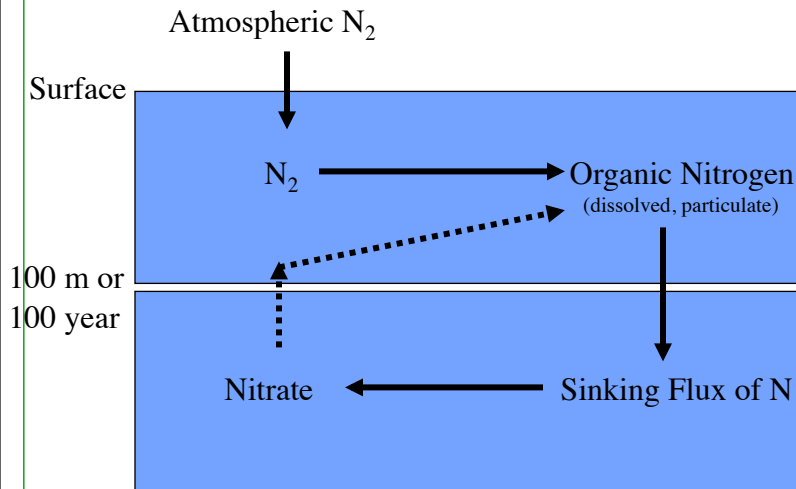 Atmospheric N₂
Surface
N₂
Organic Nitrogen
(dissolved, particulate)
100 m or
100 year
Nitrate
Sinking Flux of N